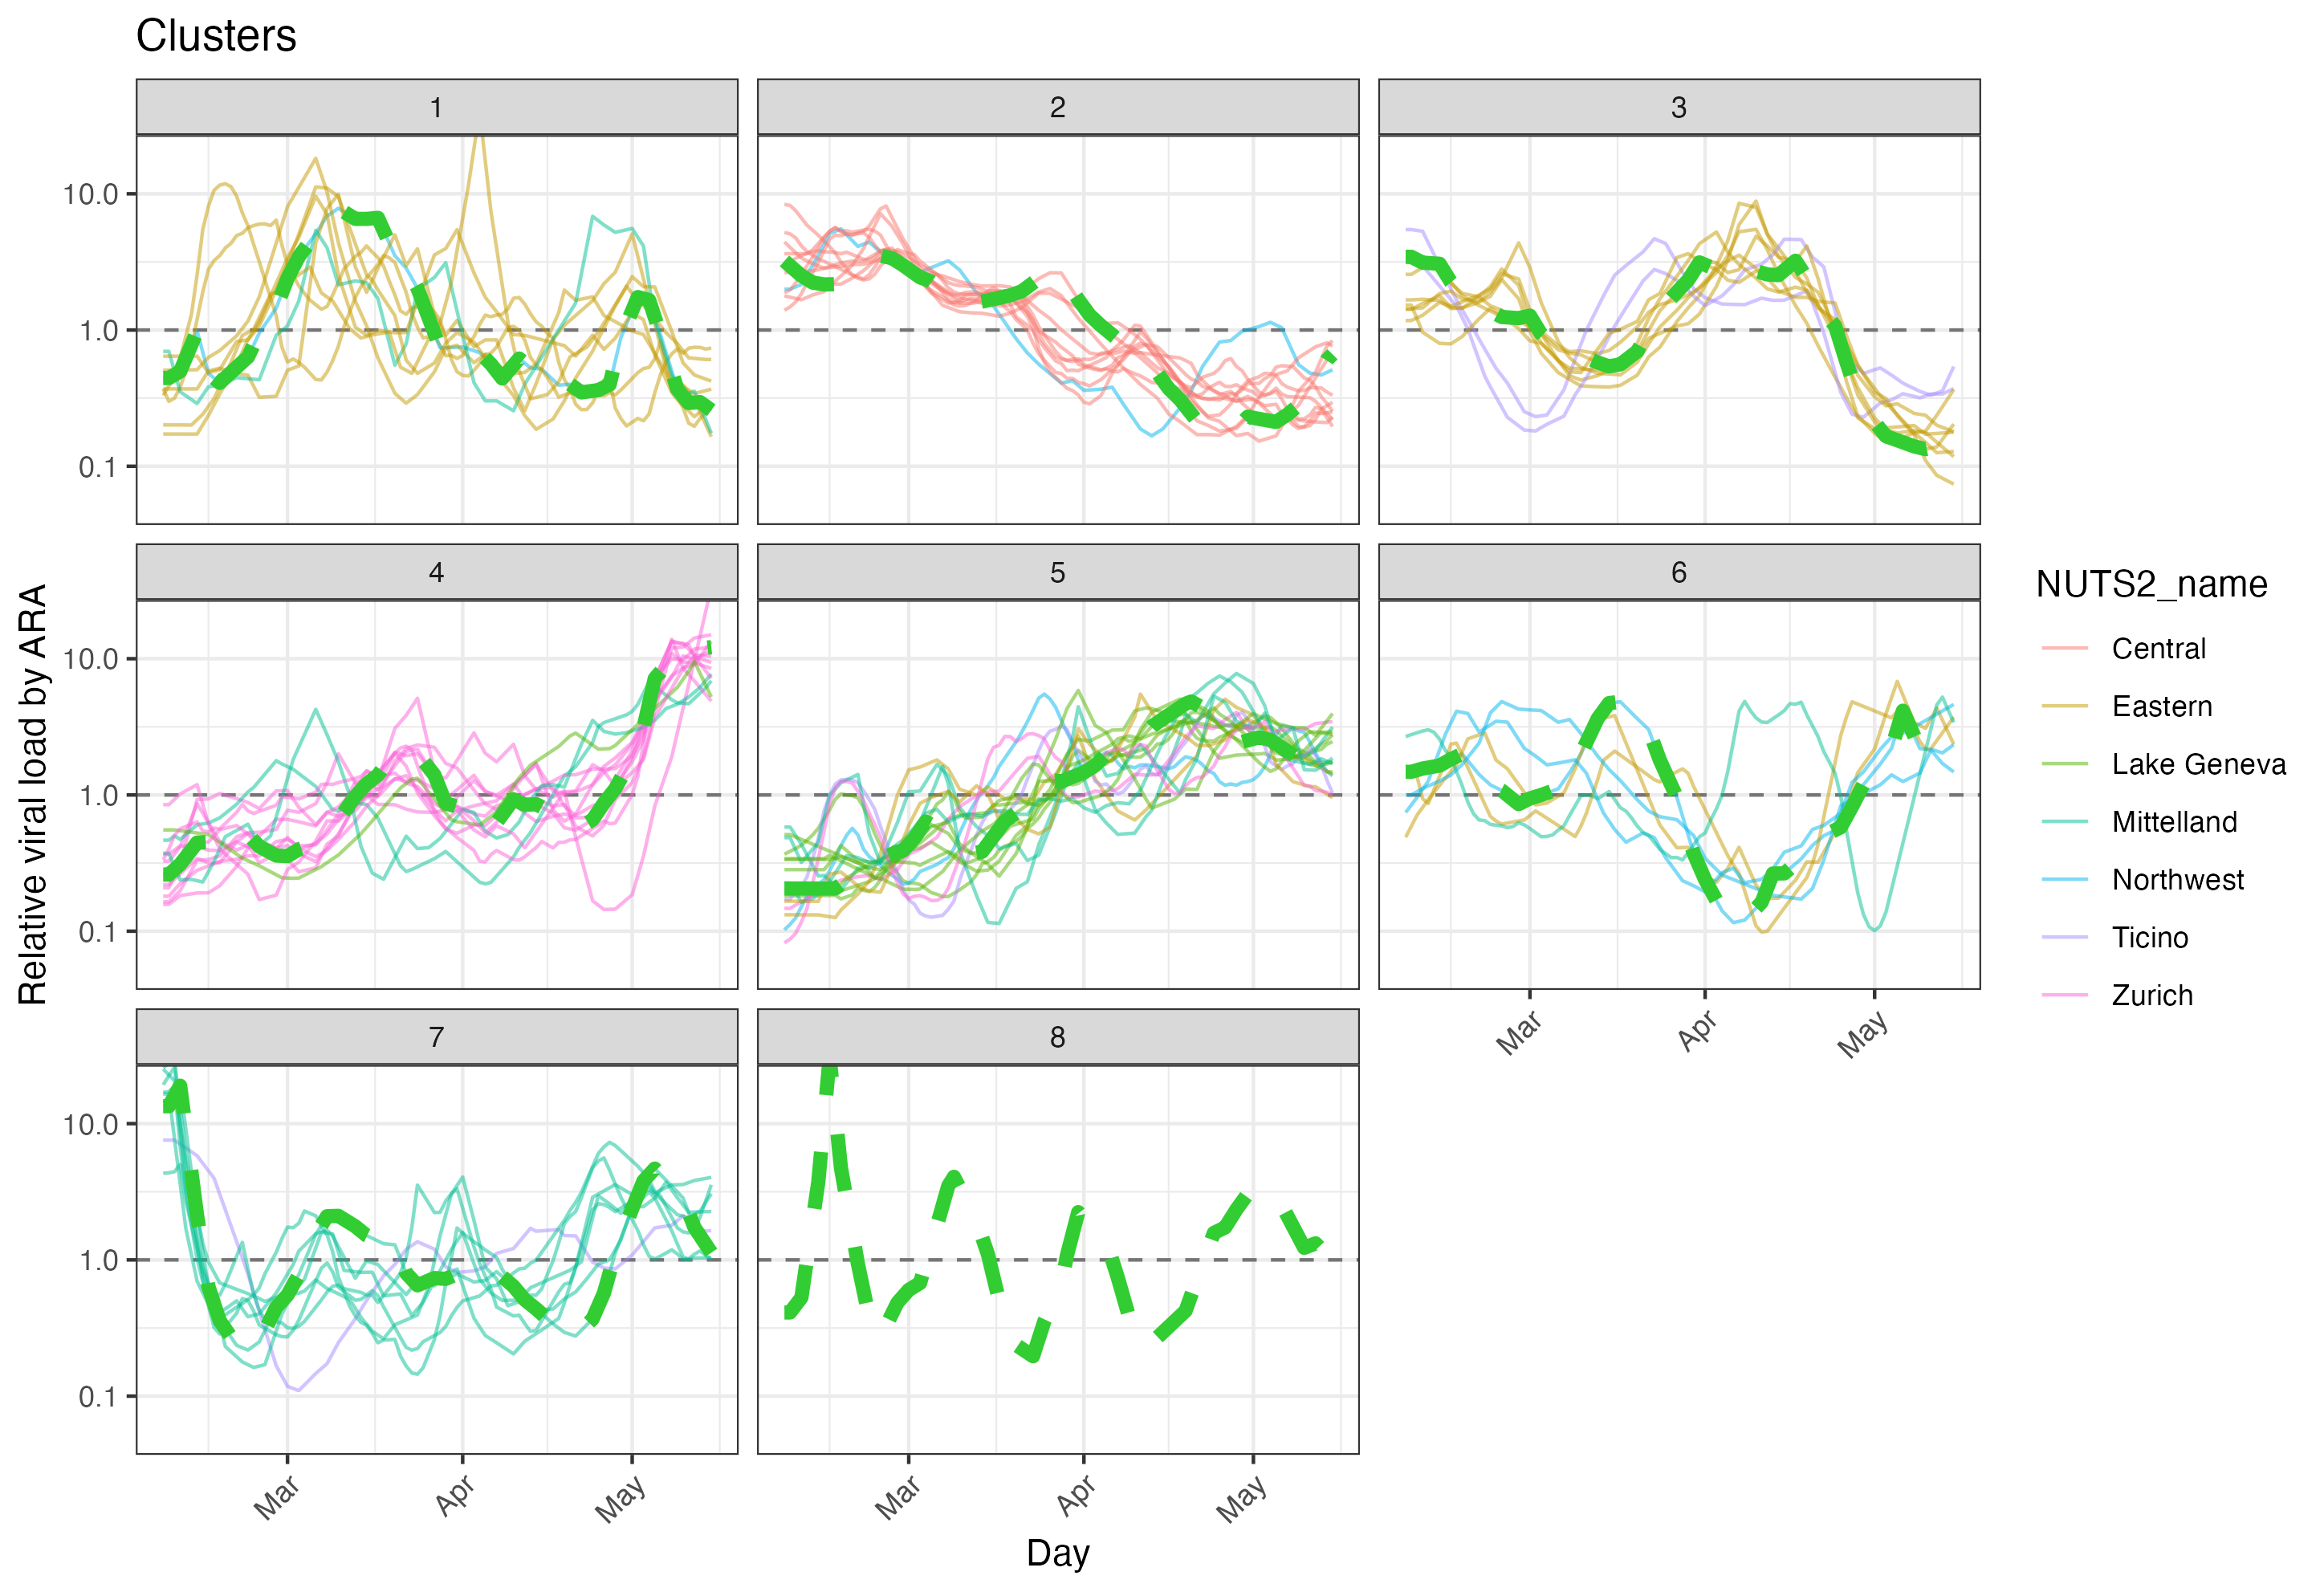 Clusters
1
2
3
10.0
1.0
0.1
4
5
6
10.0
1.0
0.1
Mar
Apr
May
7
8
10.0
1.0
0.1
Mar
Apr
May
Mar
Apr
May
Day
Relative viral load by ARA
NUTS2_name
Central
Eastern
Lake Geneva
Mittelland
Northwest
Ticino
Zurich